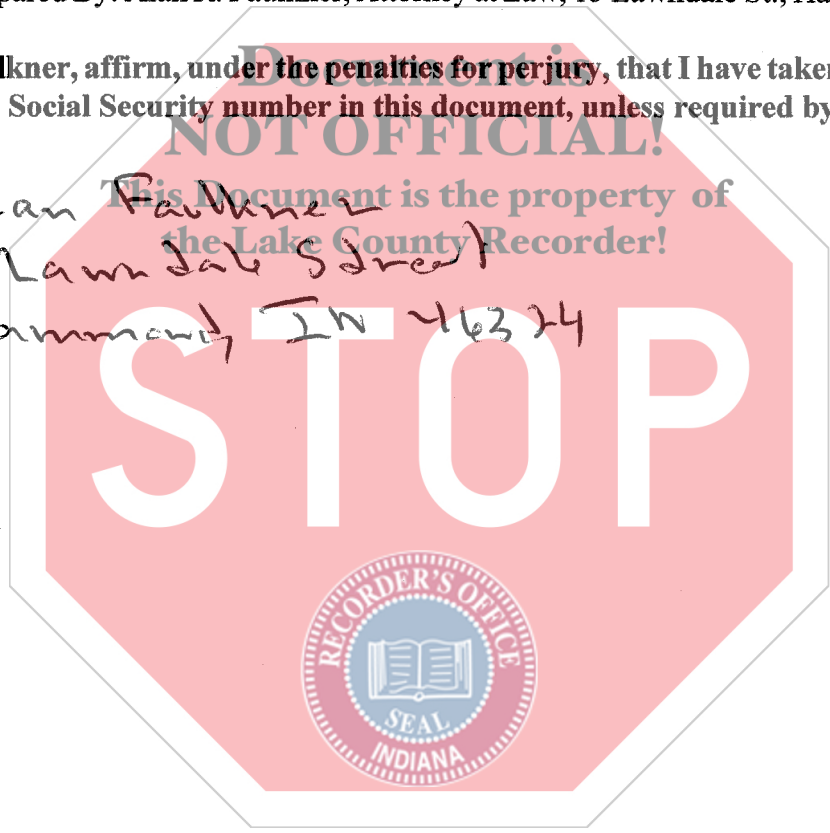 pared By: Alan A. Faulkner, Attorney at Law, 13 Lawndale St., Ha
lkner, affirm, under the penalties for perjury, that I have taken
Social Security number in this document, unless required by
Document is
NOT OFFICIAL!
This Document is the property of
the Lake County Recorder!
an Faulkner
Lawndale Street
ammond, IN 46324
STOP
RECORDER'S OFFICE
SEAL
INDIANA